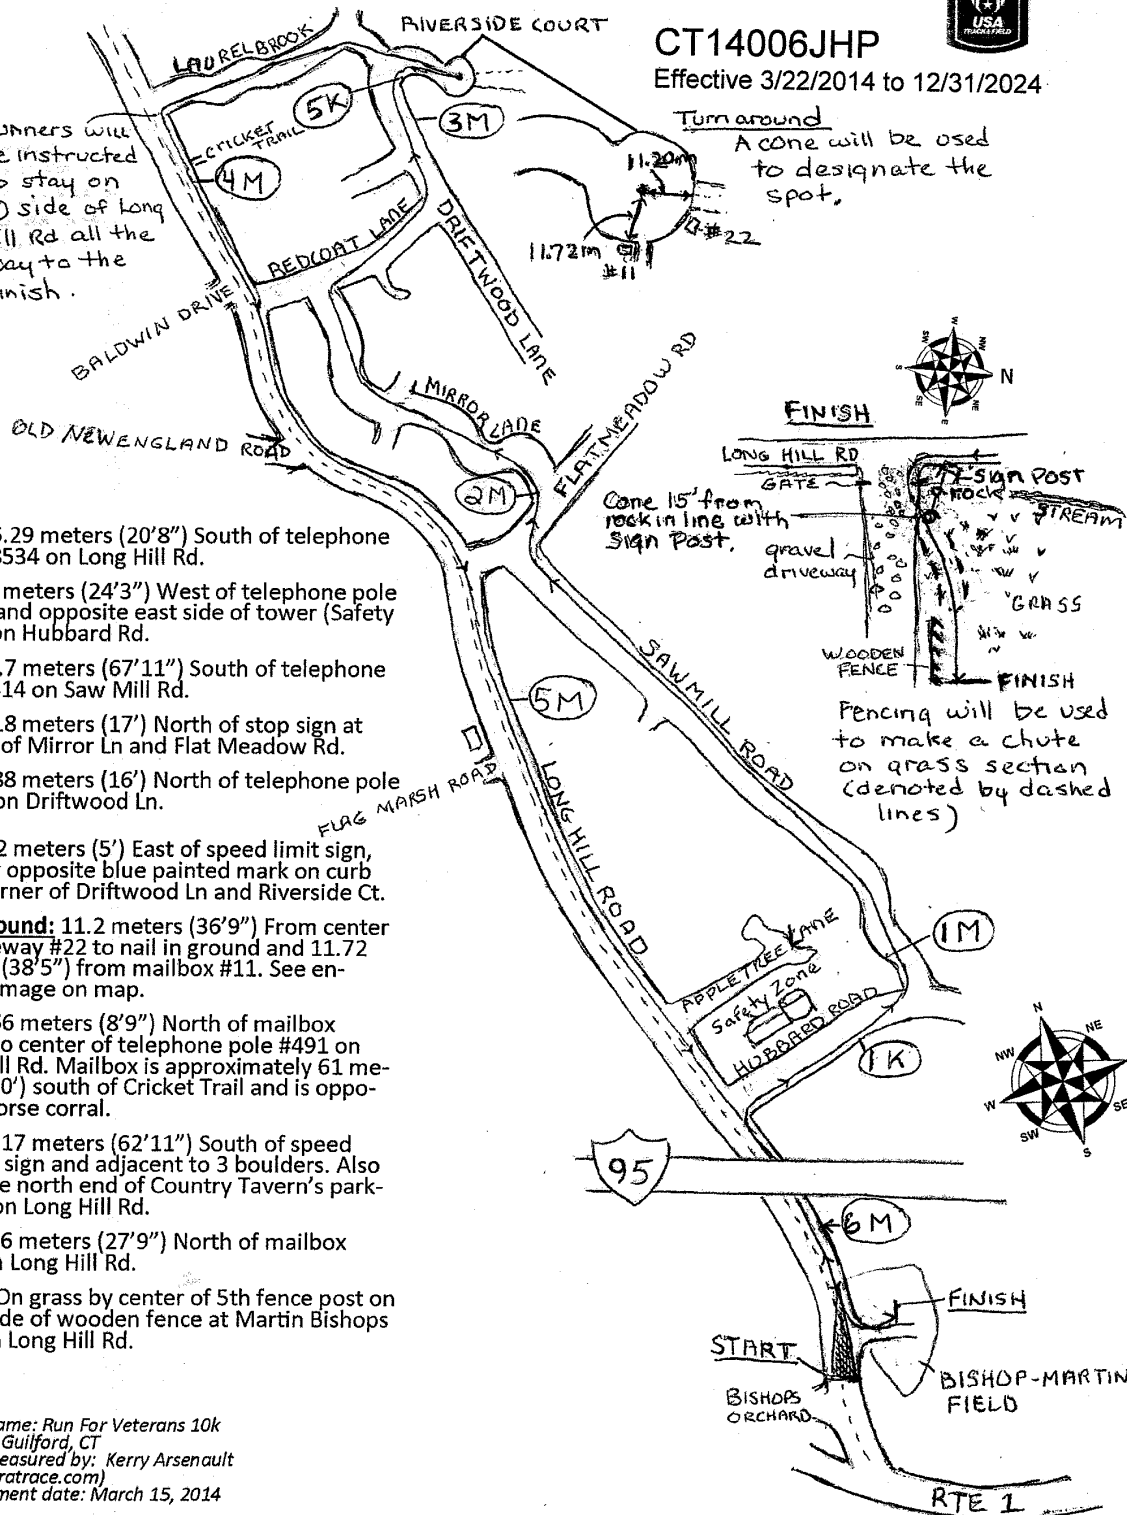 RIVERSIDE COURT
USA
TRACK & FIELD
CT14006JHP
Effective 3/22/2014 to 12/31/2024
LAURELBROOK
5K
3M
CRICKET
TRAIL
4M
unners will
e instructed
o stay on
side of Long
ll Rd all the
ay to the
inish.
Turn around
A cone will be used
to designate the
spot.
11.20m
11.72m
#11
#22
REDCOAT LANE
DRIFTWOOD LANE
BALDWIN DRIVE
MIRROR LANE
FLAT MEADOW RD
OLD NEW ENGLAND ROAD
2M
W
NW
N
NE
E
SE
S
SW
FINISH
LONG HILL RD
GATE
Sign Post
rock
STREAM
Cone 15' from
rock in line with
Sign Post.
gravel
driveway
GRASS
WOODEN
FENCE
FINISH
Fencing will be used
to make a chute
on grass section
(denoted by dashed
lines)
.29 meters (20'8") South of telephone
534 on Long Hill Rd.
meters (24'3") West of telephone pole
and opposite east side of tower (Safety
on Hubbard Rd.
.7 meters (67'11") South of telephone
14 on Saw Mill Rd.
.8 meters (17') North of stop sign at
of Mirror Ln and Flat Meadow Rd.
88 meters (16') North of telephone pole
on Driftwood Ln.
2 meters (5') East of speed limit sign,
opposite blue painted mark on curb
rner of Driftwood Ln and Riverside Ct.
ound: 11.2 meters (36'9") From center
way #22 to nail in ground and 11.72
(38'5") from mailbox #11. See en-
mage on map.
66 meters (8'9") North of mailbox
o center of telephone pole #491 on
ll Rd. Mailbox is approximately 61 me-
0') south of Cricket Trail and is oppo-
orse corral.
17 meters (62'11") South of speed
sign and adjacent to 3 boulders. Also
e north end of Country Tavern's park-
on Long Hill Rd.
6 meters (27'9") North of mailbox
n Long Hill Rd.
On grass by center of 5th fence post on
de of wooden fence at Martin Bishops
n Long Hill Rd.
SAWMILL ROAD
5M
FLAG MARSH ROAD
LONG HILL ROAD
APPLETREE LANE
Safety Zone
HUBBARD ROAD
1M
1K
N
NE
NW
W
SW
S
SE
95
6M
FINISH
START
BISHOPS
ORCHARD
BISHOP-MARTIN
FIELD
RTE 1
ame: Run For Veterans 10k
Guilford, CT
easured by: Kerry Arsenault
ratrace.com)
ment date: March 15, 2014